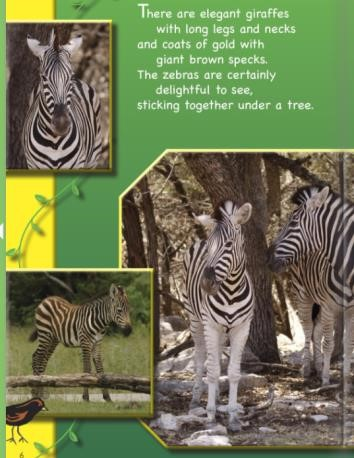 There are elegant giraffes
with long legs and necks
and coats of gold with
giant brown specks.
The zebras are certainly
delightful to see,
sticking together under a tree.
6